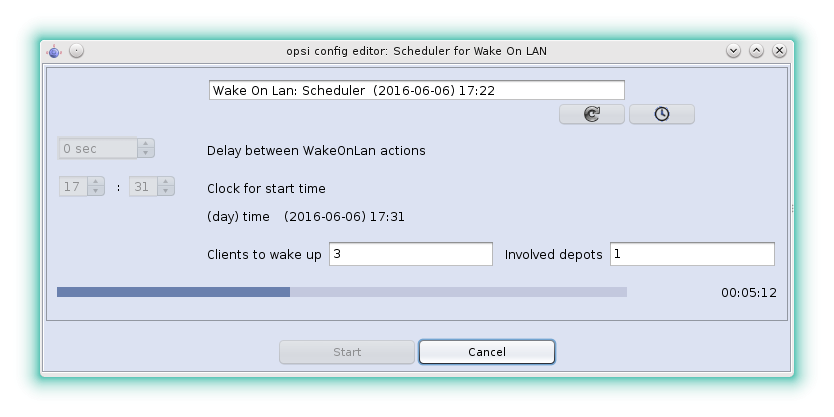 opsi config editor: Scheduler for Wake On LAN
Wake On Lan: Scheduler (2016-06-06) 17:22
0 sec
Delay between WakeOnLan actions
17 : 31
Clock for start time
(day) time (2016-06-06) 17:31
Clients to wake up 3 Involved depots 1
00:05:12
Start Cancel